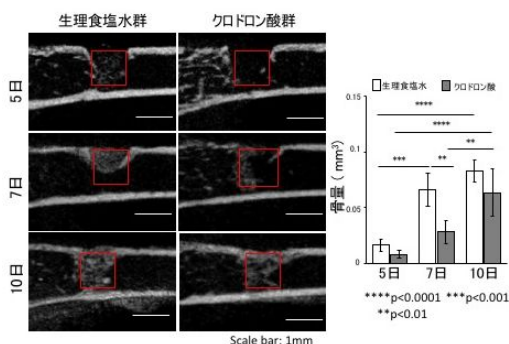 生理食塩水群
クロドロン酸群
5日
7日
10日
Scale bar: 1mm
生理食塩水 クロドロン酸
骨量 ( mm³)
0.15
0.1
0.05
0
****
****
**
***
**
5日 7日 10日
****p<0.0001 ***p<0.001
**p<0.01